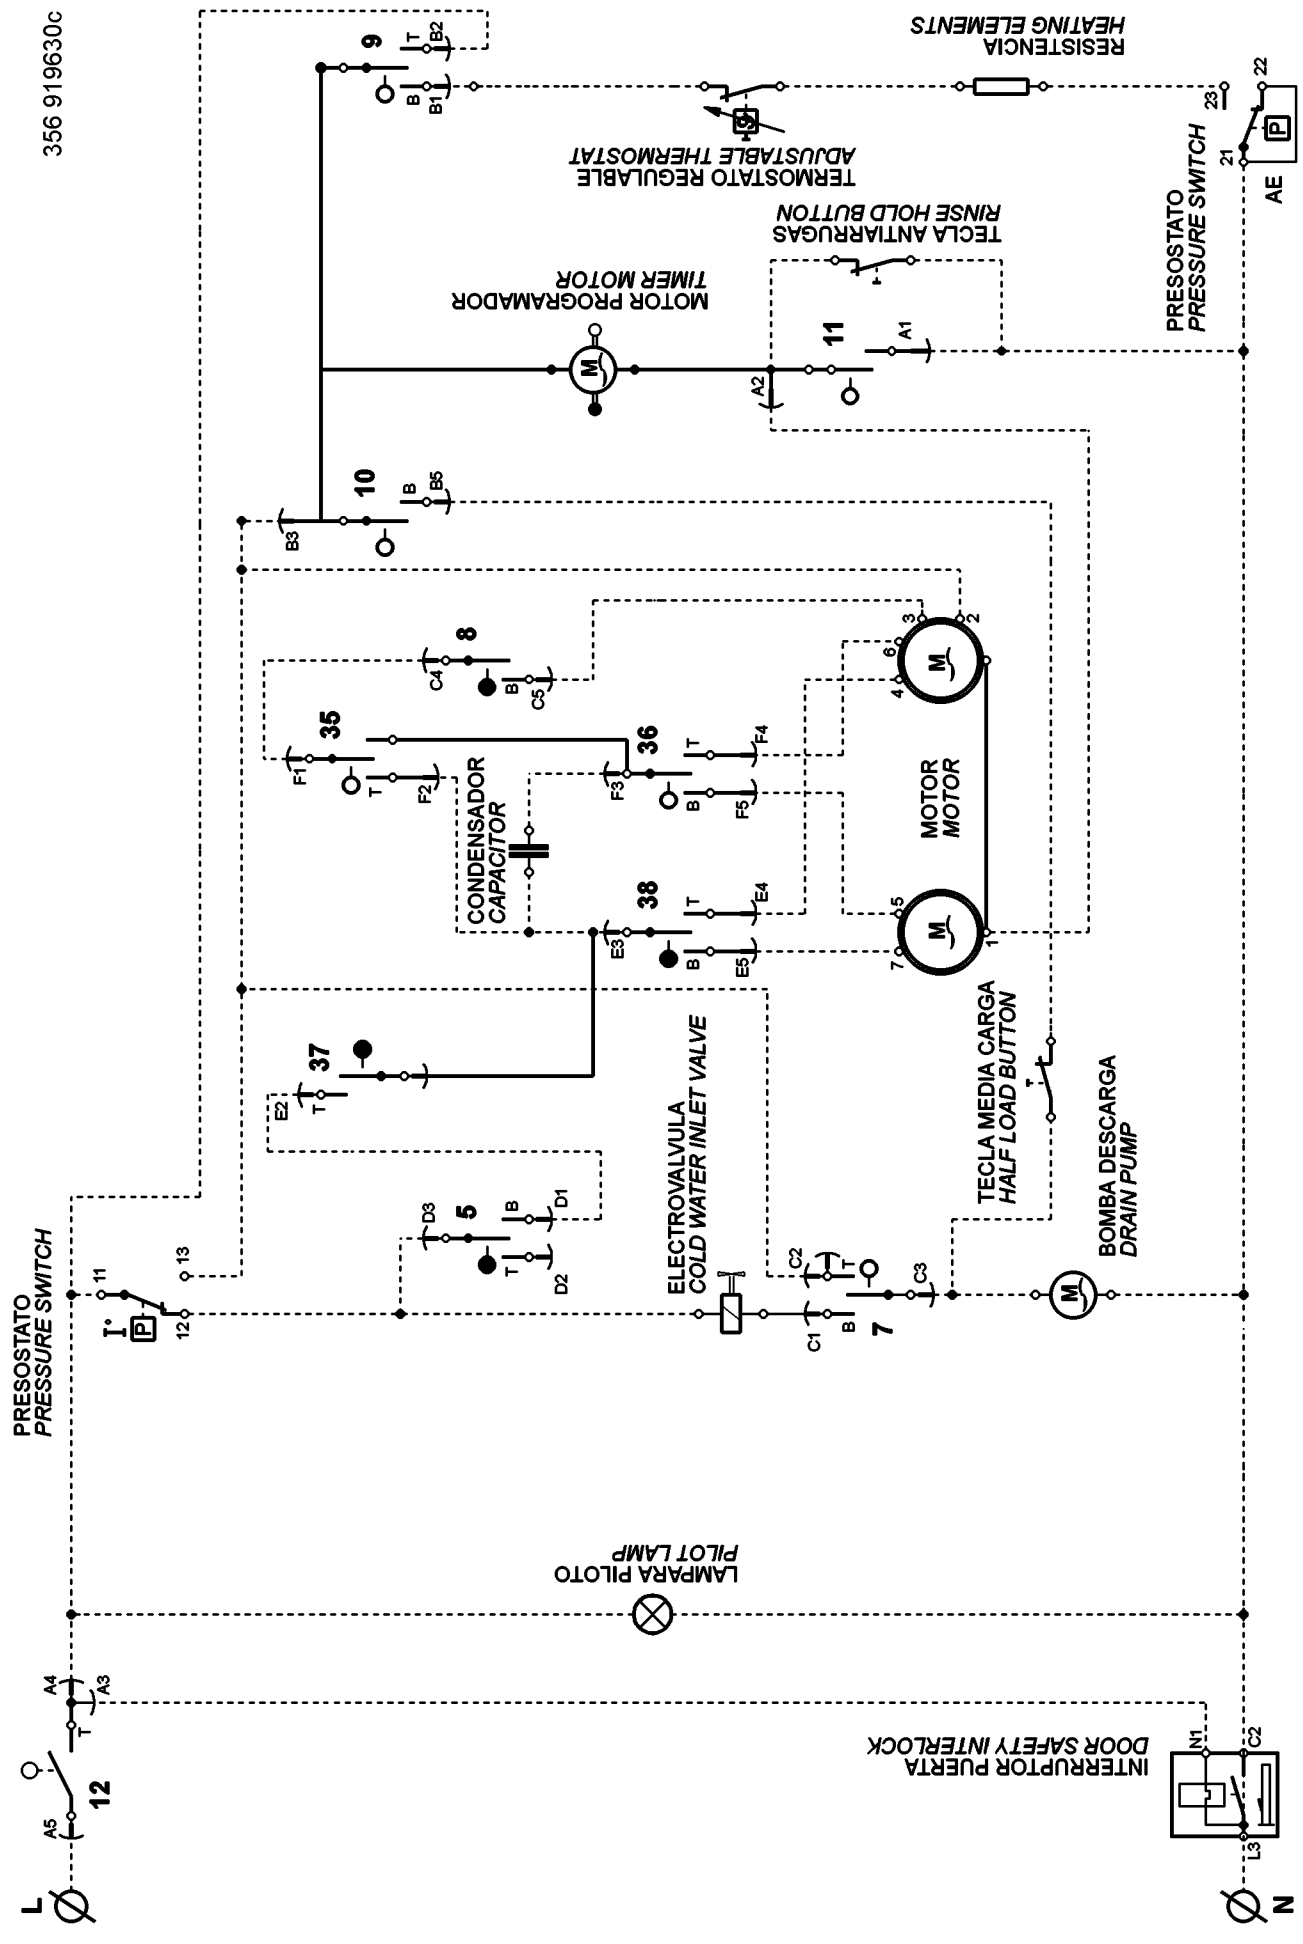 356 919630c
L
A5
12
T
A4
A3
LAMPARA PILOTO
PILOT LAMP
INTERRUPTOR PUERTA
DOOR SAFETY INTERLOCK
N1
C2
L3
N
PRESOSTATO
PRESSURE SWITCH
I°
P
11
12
13
D3
5
T
B
D2
D1
E2
T
37
ELECTROVALVULA
COLD WATER INLET VALVE
C1
C2
B
T
7
C3
BOMBA DESCARGA
DRAIN PUMP
M
TECLA MEDIA CARGA
HALF LOAD BUTTON
CONDENSADOR
CAPACITOR
E3
38
B
T
E5
E4
F1
35
T
F2
F3
36
B
T
F5
F4
C4
8
B
C5
MOTOR
MOTOR
M
7
5
1
M
4
6
3
2
B3
10
B
B5
MOTOR PROGRAMADOR
TIMER MOTOR
M
A2
11
A1
TECLA ANTIARRUGAS
RINSE HOLD BUTTON
9
B
T
B1
B2
TERMOSTATO REGULABLE
ADJUSTABLE THERMOSTAT
RESISTENCIA
HEATING ELEMENTS
PRESOSTATO
PRESSURE SWITCH
21
23
22
P
AE